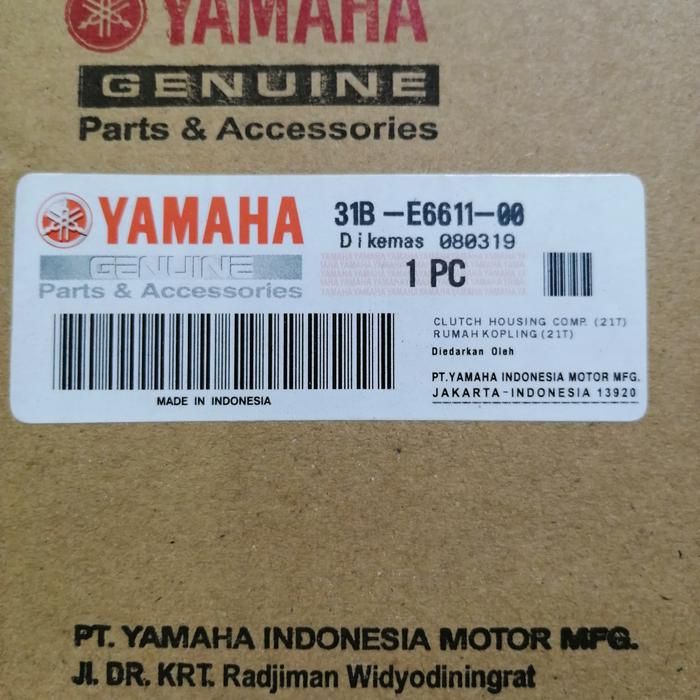 YAMAHA
GENUINE
Parts & Accessories
YAMAHA
GENUINE
Parts & Accessories
31B-E6611-00
Dikemas 080319
1 PC
CLUTCH HOUSING COMP. (21T)
RUMAH KOPLING (21T)
Diedarkan Oleh
PT.YAMAHA INDONESIA MOTOR MFG.
JAKARTA-INDONESIA 13920
MADE IN INDONESIA
PT. YAMAHA INDONESIA MOTOR MFG.
Jl. DR. KRT. Radjiman Widyodiningrat